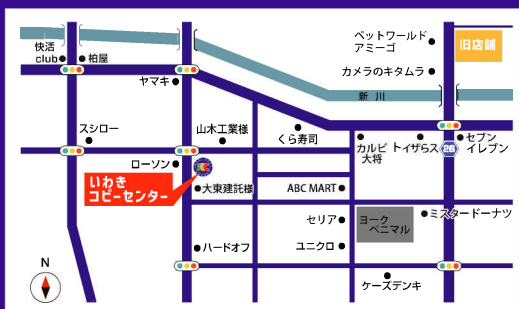 ペットワールド
アミーゴ
旧店舗
快活
club
柏屋
カメラのキタムラ
ヤマキ
新川
スシロー
山木工業様
くら寿司
カルビ
大将
トイザらス
セブン
イレブン
26
ローソン
いわき
コピーセンター
大東建託様
ABC MART
セリア
ヨーク
ベニマル
ミスタードーナツ
ハードオフ
ユニクロ
N
ケーズデンキ